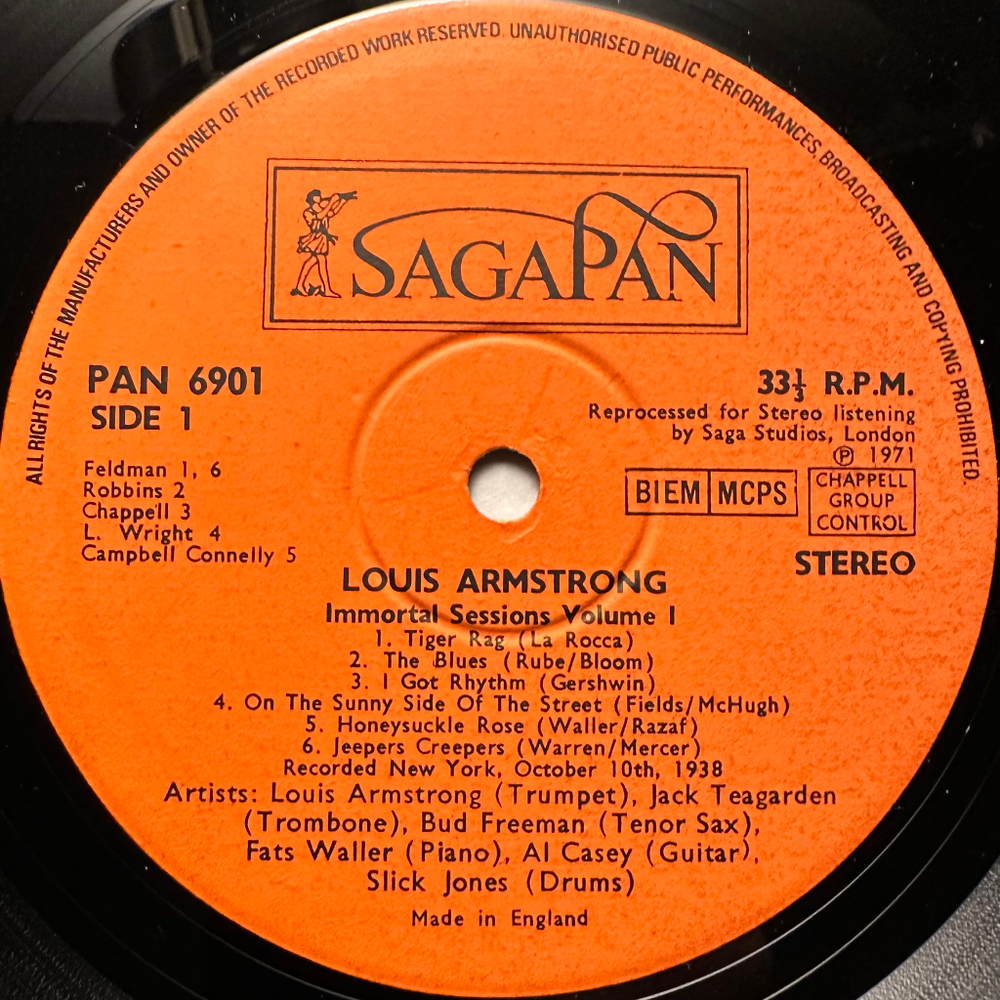 ALL RIGHTS OF THE MANUFACTURERS AND OWNER OF THE RECORDED WORK RESERVED. UNAUTHORISED PUBLIC PERFORMANCES, BROADCASTING AND COPYING PROHIBITED.
SAGAPAN
PAN 6901
SIDE 1
33⅓ R.P.M.
Reprocessed for Stereo listening
by Saga Studios, London
℗ 1971
Feldman 1, 6
Robbins 2
Chappell 3
L. Wright 4
Campbell Connelly 5
BIEM MCPS
CHAPPELL
GROUP
CONTROL
STEREO
LOUIS ARMSTRONG
Immortal Sessions Volume 1
1. Tiger Rag (La Rocca)
2. The Blues (Rube/Bloom)
3. I Got Rhythm (Gershwin)
4. On The Sunny Side Of The Street (Fields/McHugh)
5. Honeysuckle Rose (Waller/Razaf)
6. Jeepers Creepers (Warren/Mercer)
Recorded New York, October 10th, 1938
Artists: Louis Armstrong (Trumpet), Jack Teagarden
(Trombone), Bud Freeman (Tenor Sax),
Fats Waller (Piano), Al Casey (Guitar),
Slick Jones (Drums)
Made in England